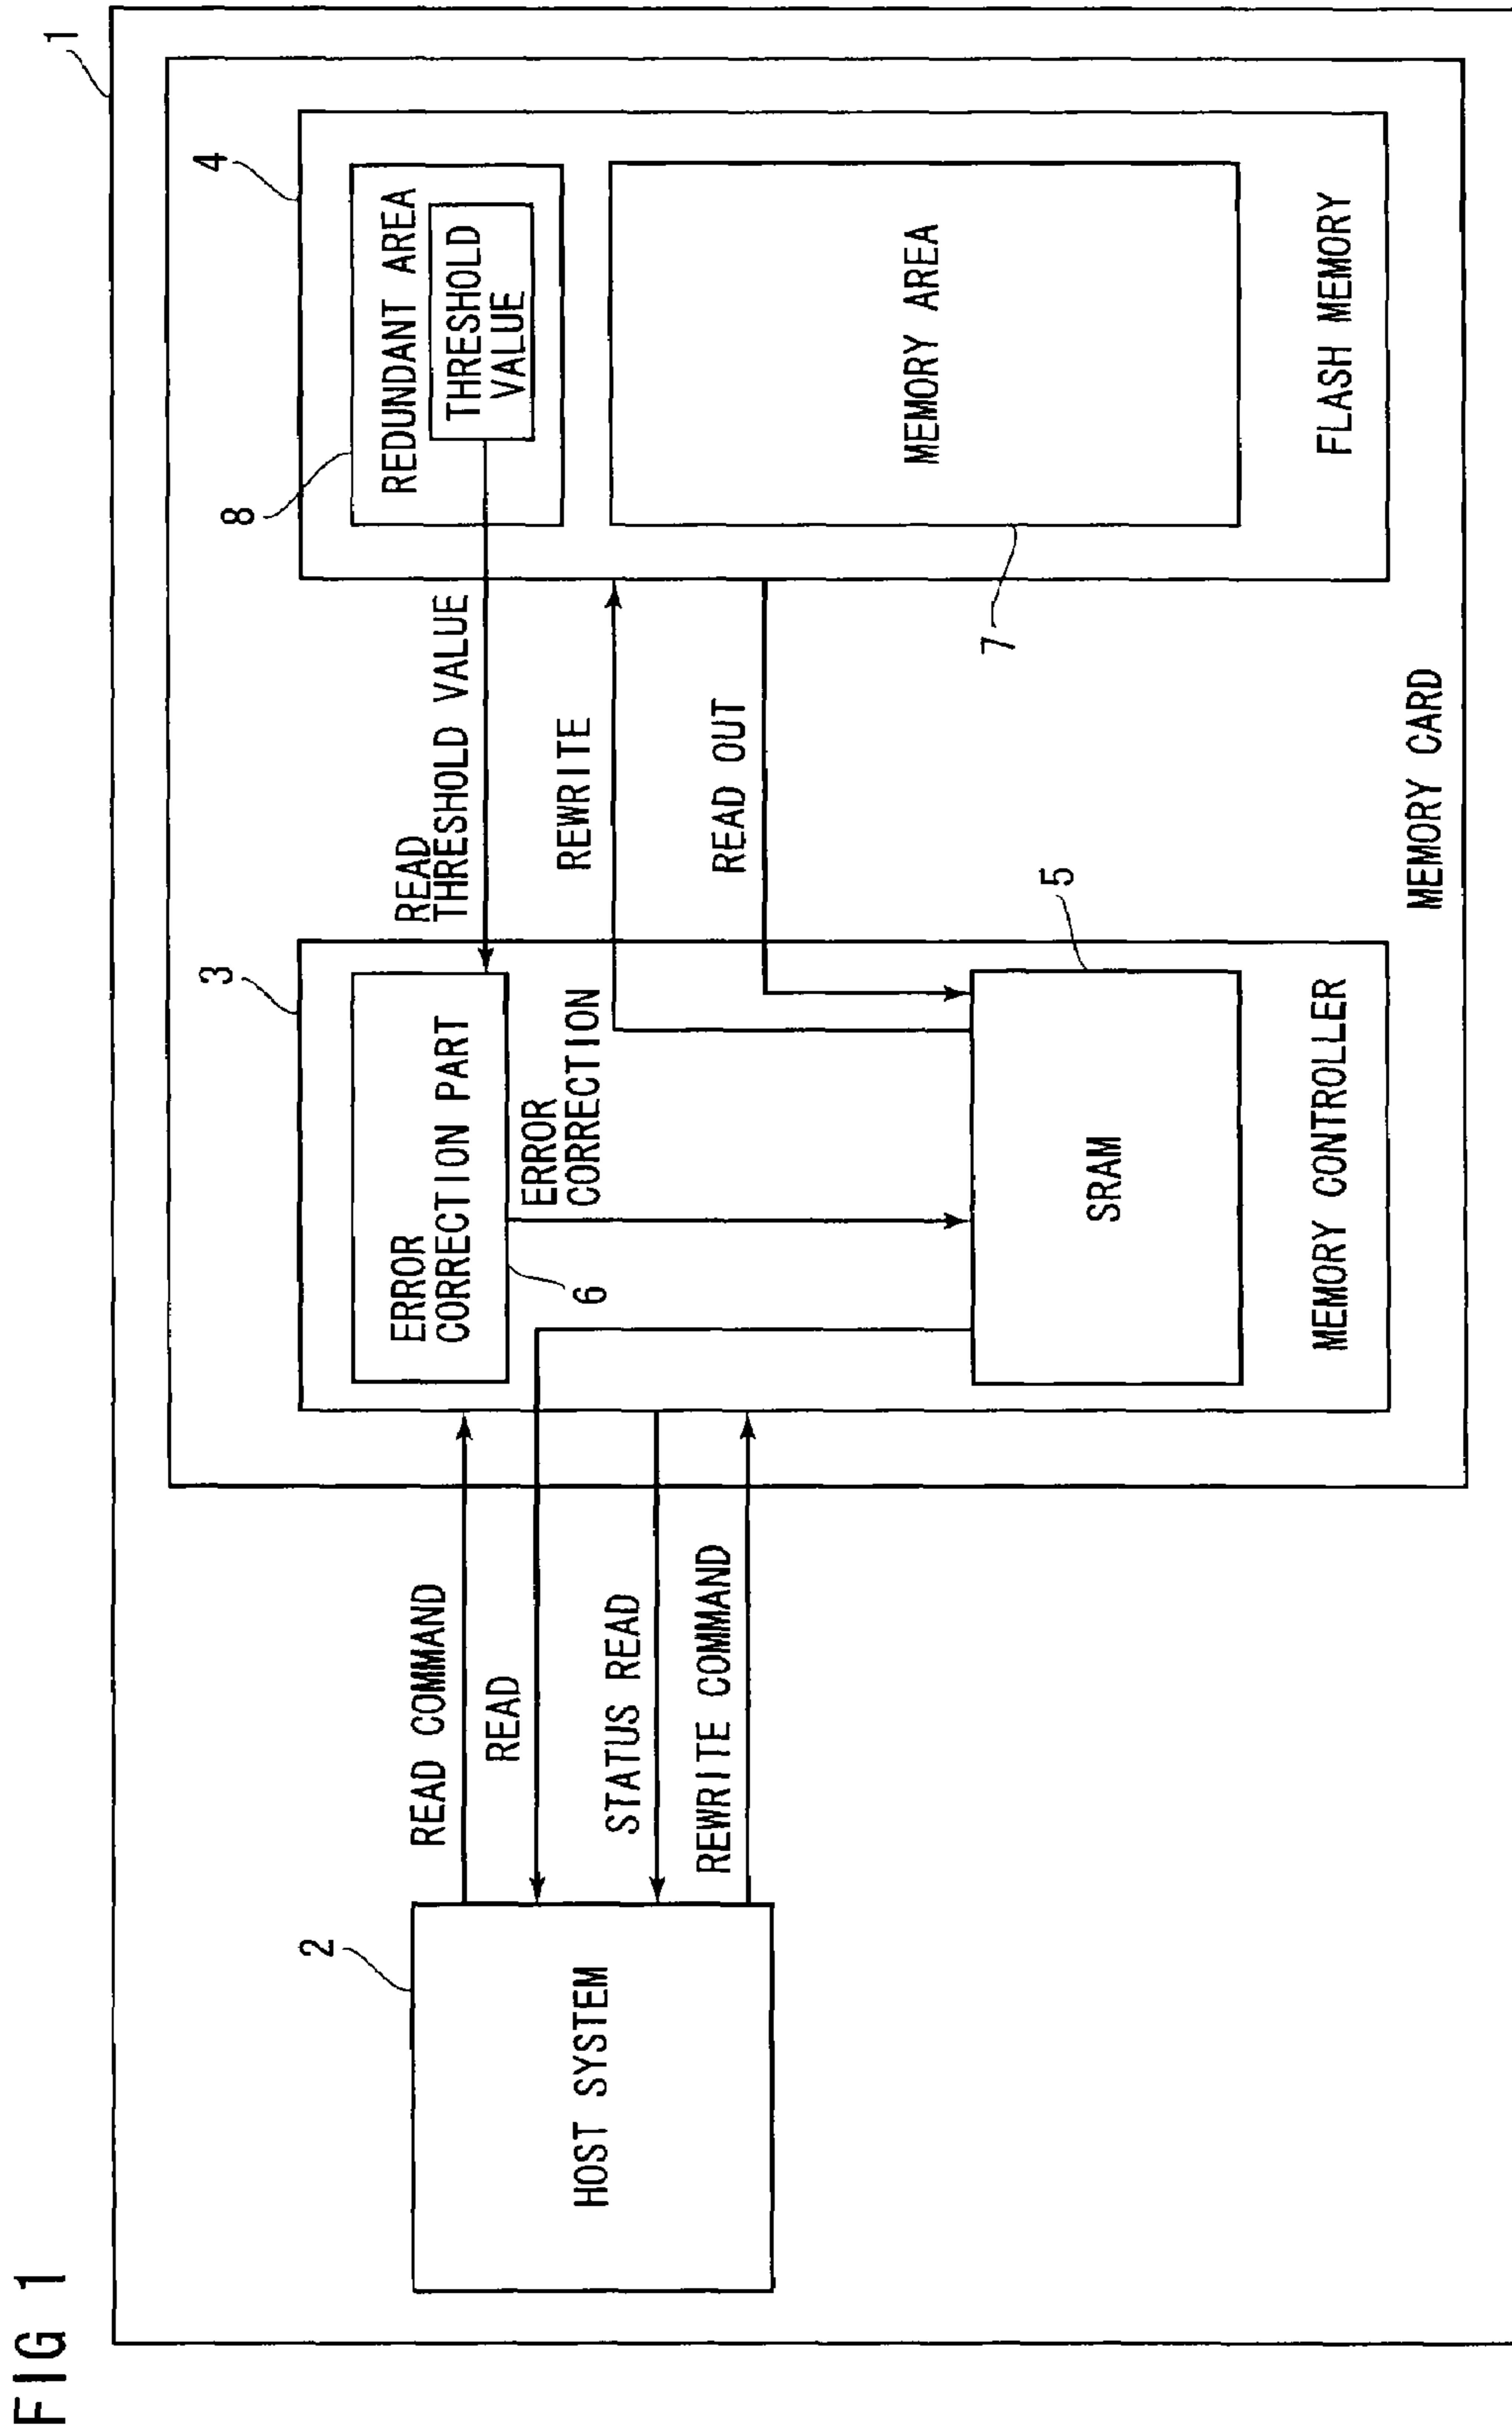 FIG 1
1
2
HOST SYSTEM
READ COMMAND
READ
STATUS READ
REWRITE COMMAND
3
ERROR
CORRECTION PART
6
ERROR
CORRECTION
5
SRAM
MEMORY CONTROLLER
READ
THRESHOLD VALUE
REWRITE
READ OUT
4
8
REDUNDANT AREA
THRESHOLD
VALUE
MEMORY AREA
7
FLASH MEMORY
MEMORY CARD